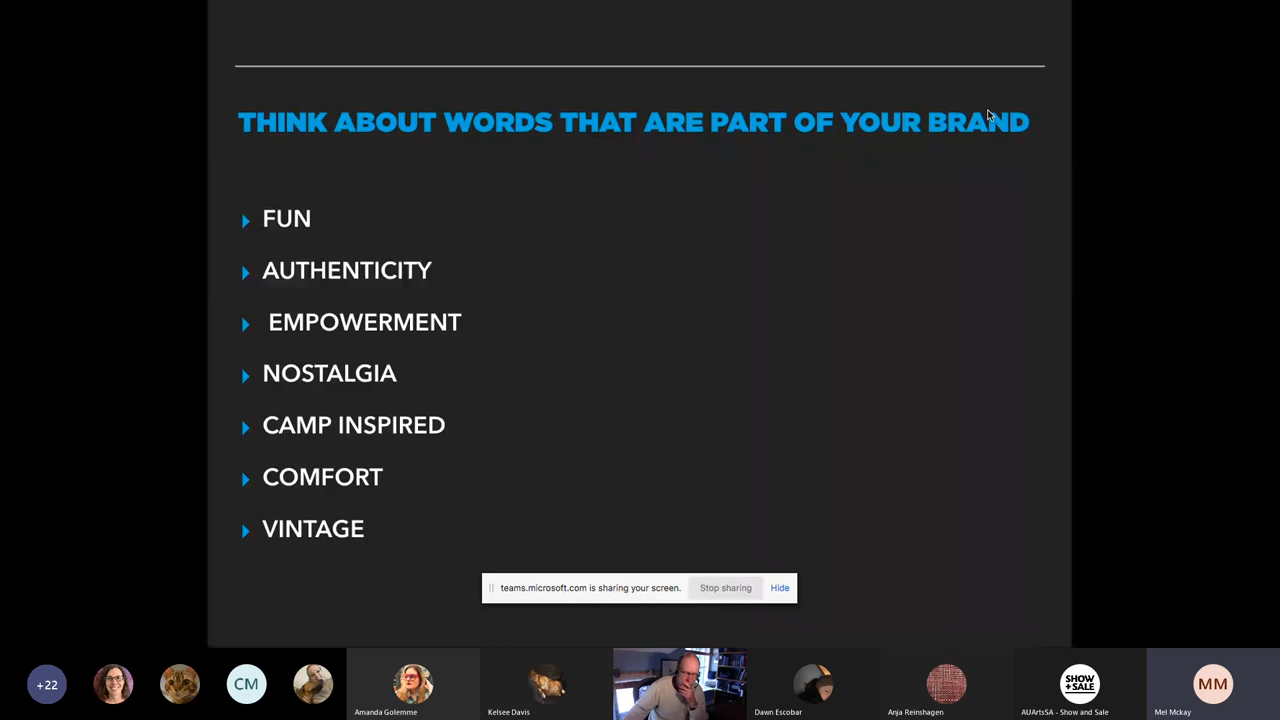 THINK ABOUT WORDS THAT ARE PART OF YOUR BRAND
FUN
AUTHENTICITY
EMPOWERMENT
NOSTALGIA
CAMP INSPIRED
COMFORT
VINTAGE
teams.microsoft.com is sharing your screen. Stop sharing Hide
+22 CM SHOW +SALE MM
Amanda Golemme Kelsee Davis Dawn Escobar Anja Reinshagen AUArtsSA - Show and Sale Mel Mckay